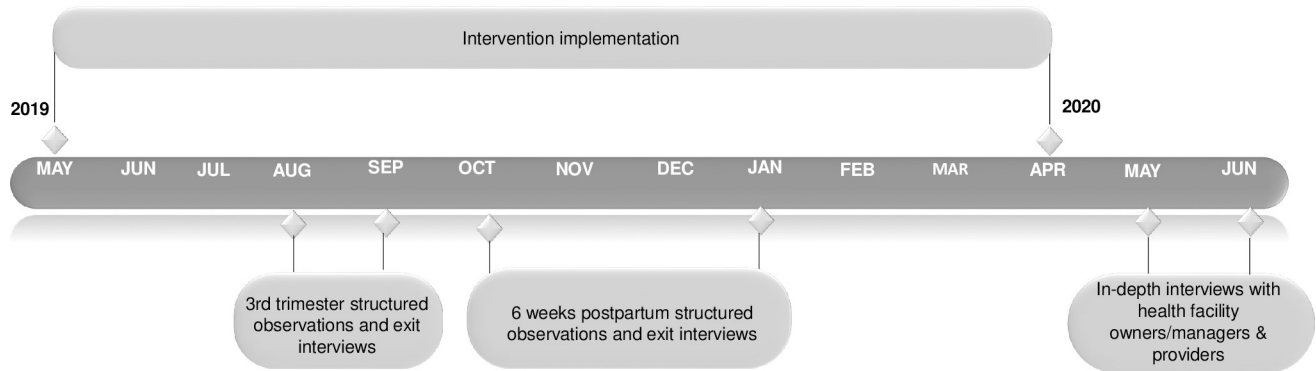 Intervention implementation
2019
2020
MAY JUN JUL AUG SEP OCT NOV DEC JAN FEB MAR APR MAY JUN
3rd trimester structured
observations and exit
interviews
6 weeks postpartum structured
observations and exit interviews
In-depth interviews with
health facility
owners/managers &
providers